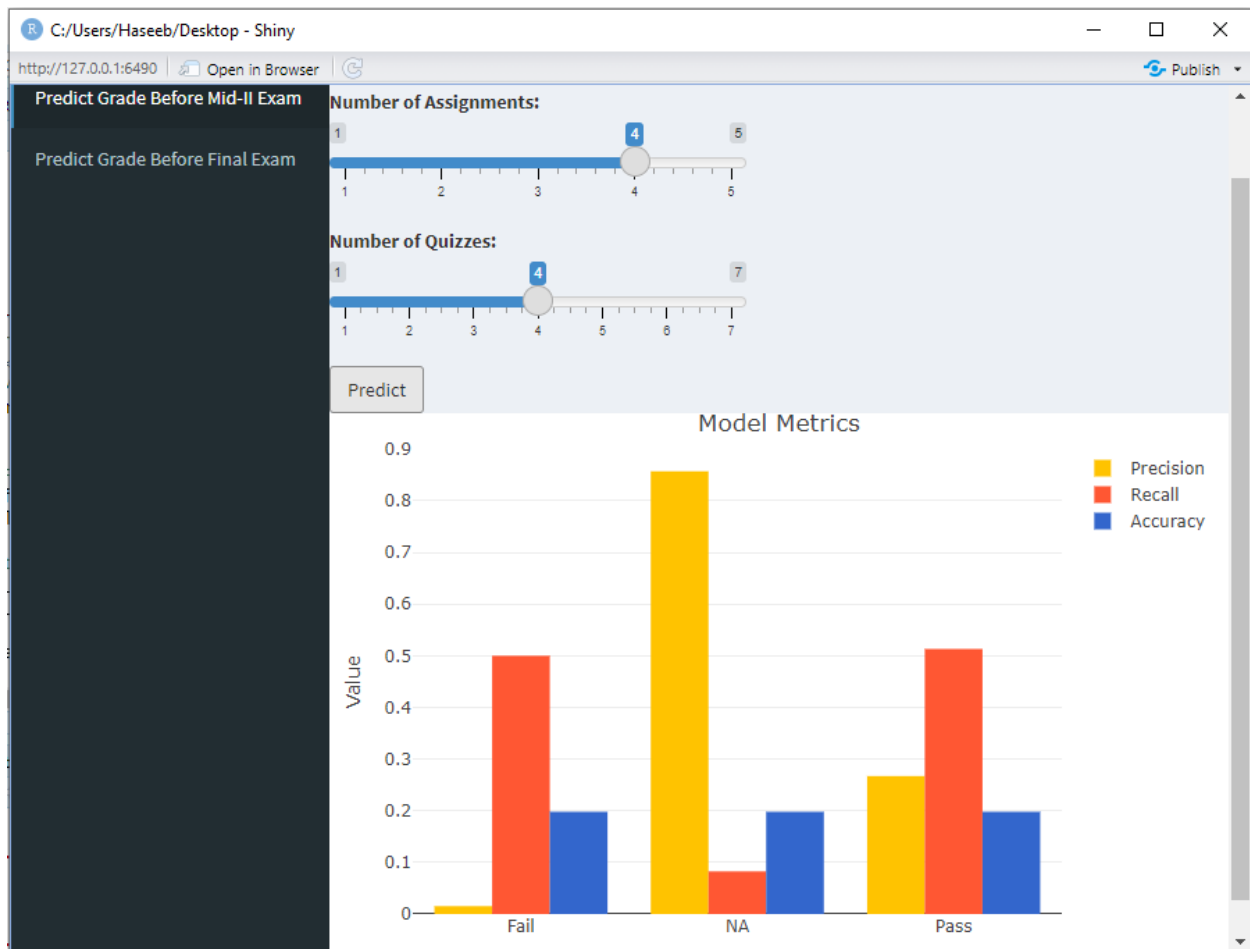 R C:/Users/Haseeb/Desktop - Shiny
http://127.0.0.1:6490 Open in Browser Publish
Predict Grade Before Mid-II Exam
Predict Grade Before Final Exam
Number of Assignments:
1 4 5
1 2 3 4 5
Number of Quizzes:
1 4 7
1 2 3 4 5 6 7
Predict
Model Metrics
0.9
0.8
0.7
0.6
0.5
0.4
0.3
0.2
0.1
0
Value
Fail NA Pass
Precision
Recall
Accuracy